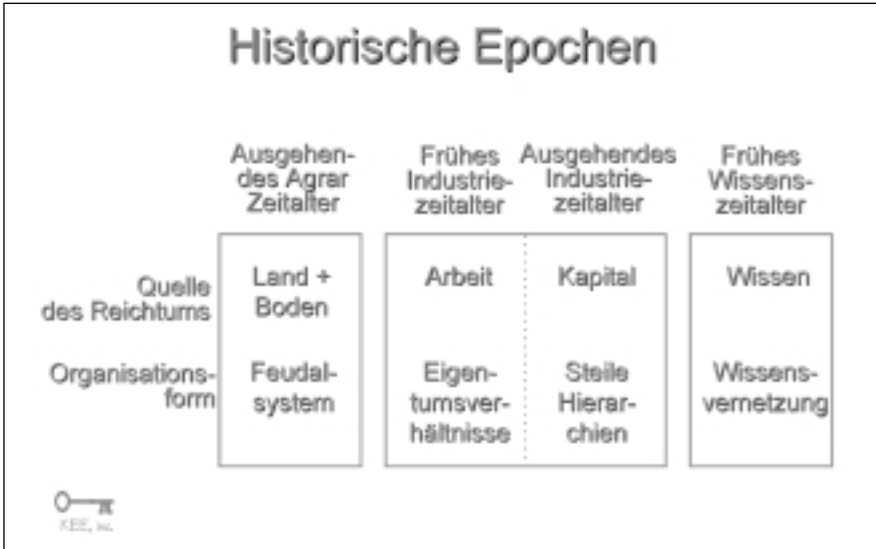 Historische Epochen
Ausgehen-
des Agrar
Zeitalter
Frühes
Industrie-
zeitalter
Ausgehendes
Industrie-
zeitalter
Frühes
Wissens-
zeitalter
Quelle
des Reichtums
Land +
Boden
Arbeit
Kapital
Wissen
Organisations-
form
Feudal-
system
Eigen-
tumsver-
hältnisse
Steile
Hierar-
chien
Wissens-
vernetzung
KEE, Inc.